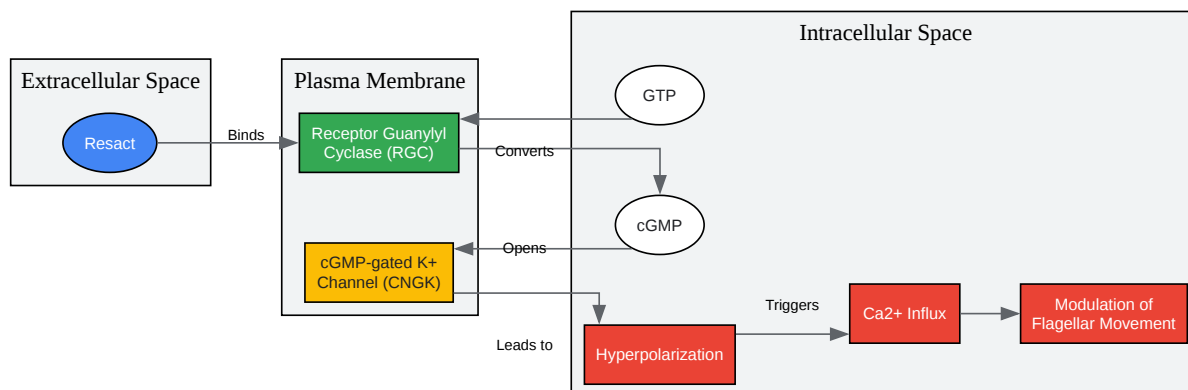 Extracellular Space
Resact
Binds
Plasma Membrane
Receptor Guanylyl
Cyclase (RGC)
cGMP-gated K+
Channel (CNGK)
Intracellular Space
GTP
Converts
cGMP
Opens
Leads to
Hyperpolarization
Triggers
Ca2+ Influx
Modulation of
Flagellar Movement